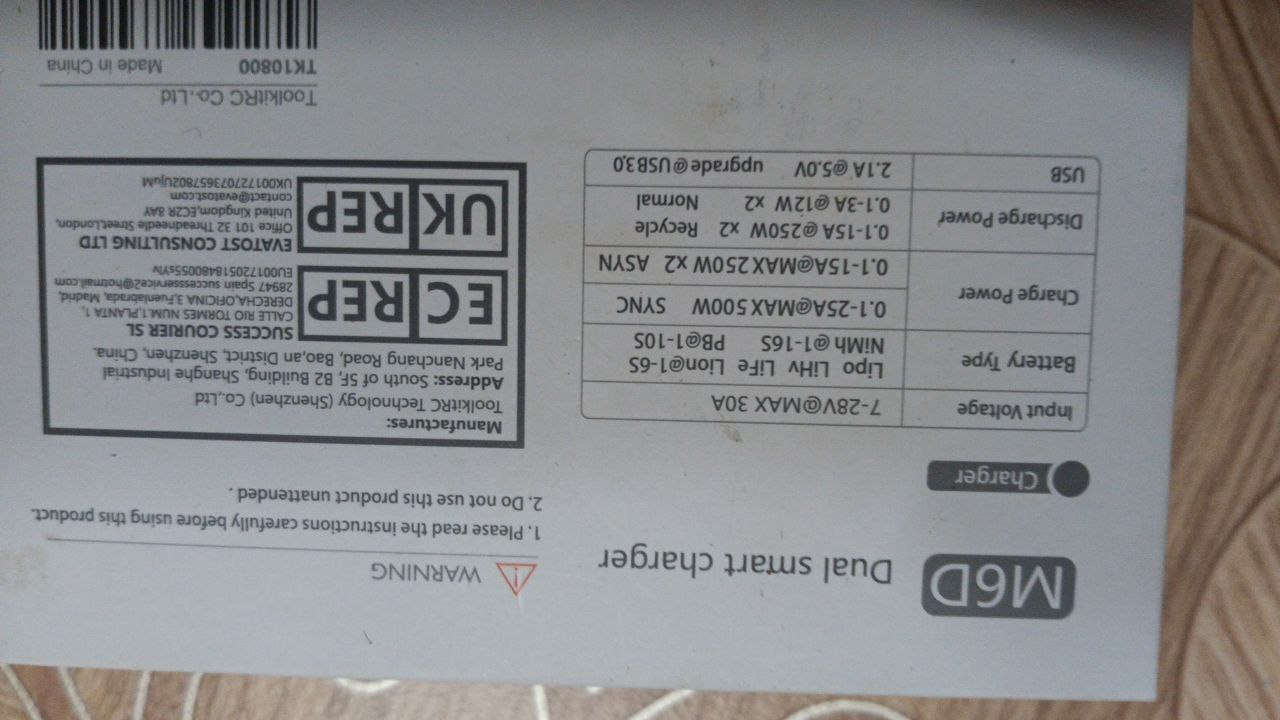 M6D
Dual smart charger
Charger
Input Voltage 7-28V@MAX 30A
Battery Type Lipo LiHv LiFe Lion@1-6S
NiMh@1-16S PB@1-10S
Charge Power 0.1-25A@MAX500W SYNC
0.1-15A@MAX250W x2 ASYN
Discharge Power 0.1-15A@250W x2 Recycle
0.1-3A@12W x2 Normal
USB 2.1A@5.0V upgrade@USB3.0
WARNING
1. Please read the instructions carefully before using this product.
2. Do not use this product unattended.
Manufactures:
ToolkitRC Technology (Shenzhen) Co.,Ltd
Address: South of 5F, B2 Building, Shanghe Industrial
Park Nanchang Road, Bao,an District, Shenzhen, China.
EC REP
SUCCESS COURIER SL
CALLE RIO TORMES NUM.1,PLANTA 1,
DERECHA,OFICINA 3,Fuenlabrada, Madrid,
28947 Spain successservice2@hotmail.com
UK REP
EVATOST CONSULTING LTD
Office 101 32 Threadneedle Street,London,
United Kingdom,EC2R 8AY
contact@evatost.com
ToolkitRC Co.,Ltd
TK10800 Made in China